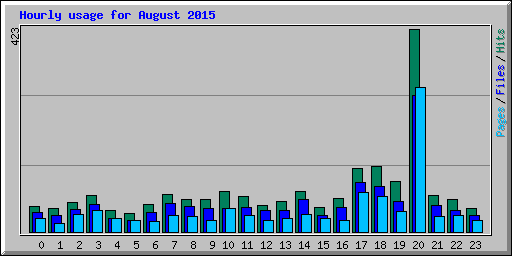 Hourly usage for August 2015
423
Pages / Files / Hits
0 1 2 3 4 5 6 7 8 9 10 11 12 13 14 15 16 17 18 19 20 21 22 23